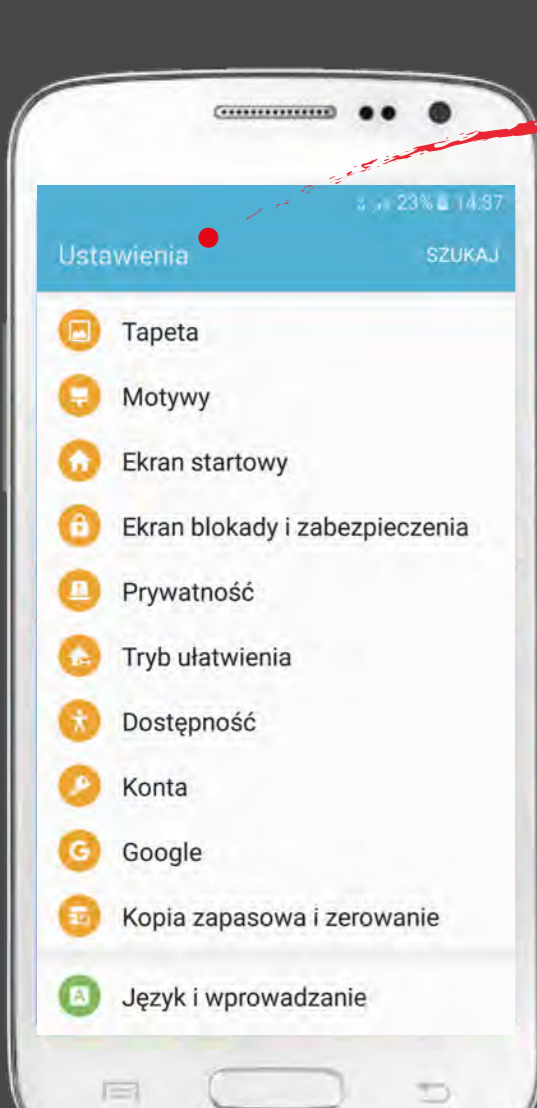 23% 14:37
Ustawienia
SZUKAJ
Tapeta
Motywy
Ekran startowy
Ekran blokady i zabezpieczenia
Prywatność
Tryb ułatwienia
Dostępność
Konta
Google
Kopia zapasowa i zerowanie
Język i wprowadzanie